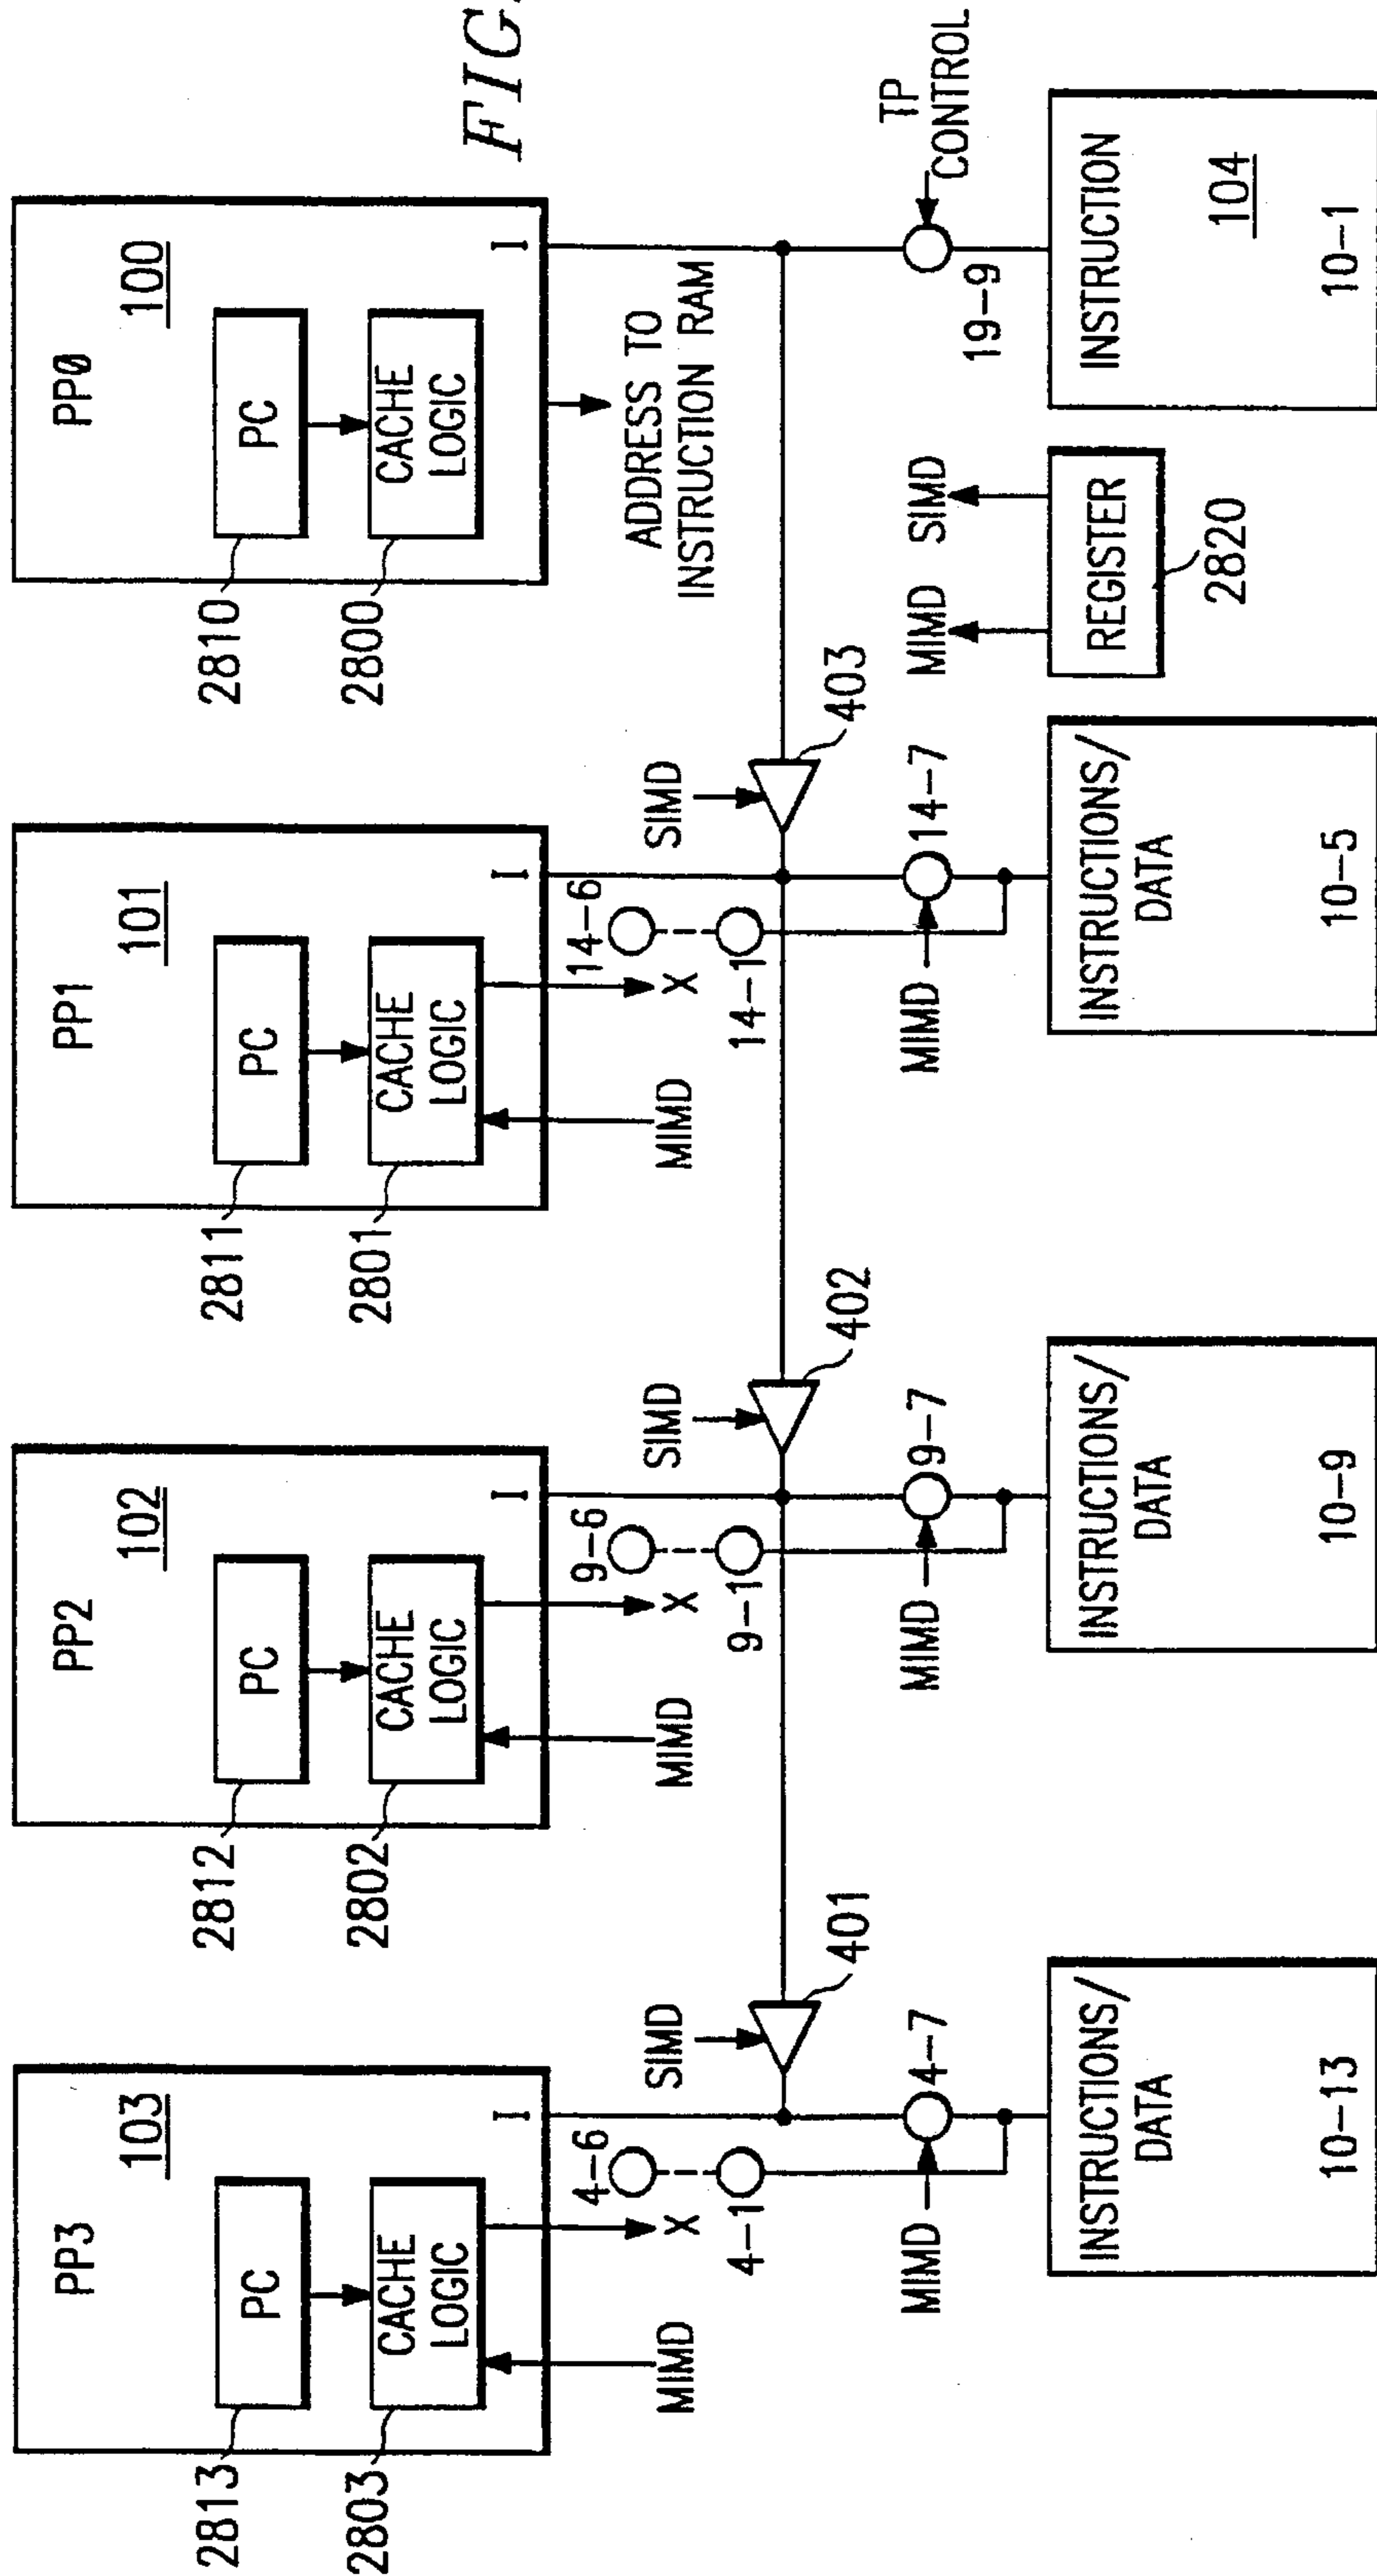 PP3
103
PC
CACHE
LOGIC
2813
2803
I
MIMD
X
4-6
4-1
SIMD
401
MIMD
4-7
INSTRUCTIONS/
DATA
10-13
PP2
102
PC
CACHE
LOGIC
2812
2802
I
MIMD
X
9-6
9-1
SIMD
402
MIMD
9-7
INSTRUCTIONS/
DATA
10-9
PP1
101
PC
CACHE
LOGIC
2811
2801
I
MIMD
X
14-6
14-1
SIMD
403
MIMD
14-7
INSTRUCTIONS/
DATA
10-5
PPØ
100
PC
CACHE
LOGIC
2810
2800
I
ADDRESS TO
INSTRUCTION RAM
MIMD
SIMD
REGISTER
2820
19-9
TP
CONTROL
INSTRUCTION
104
10-1
FIG.